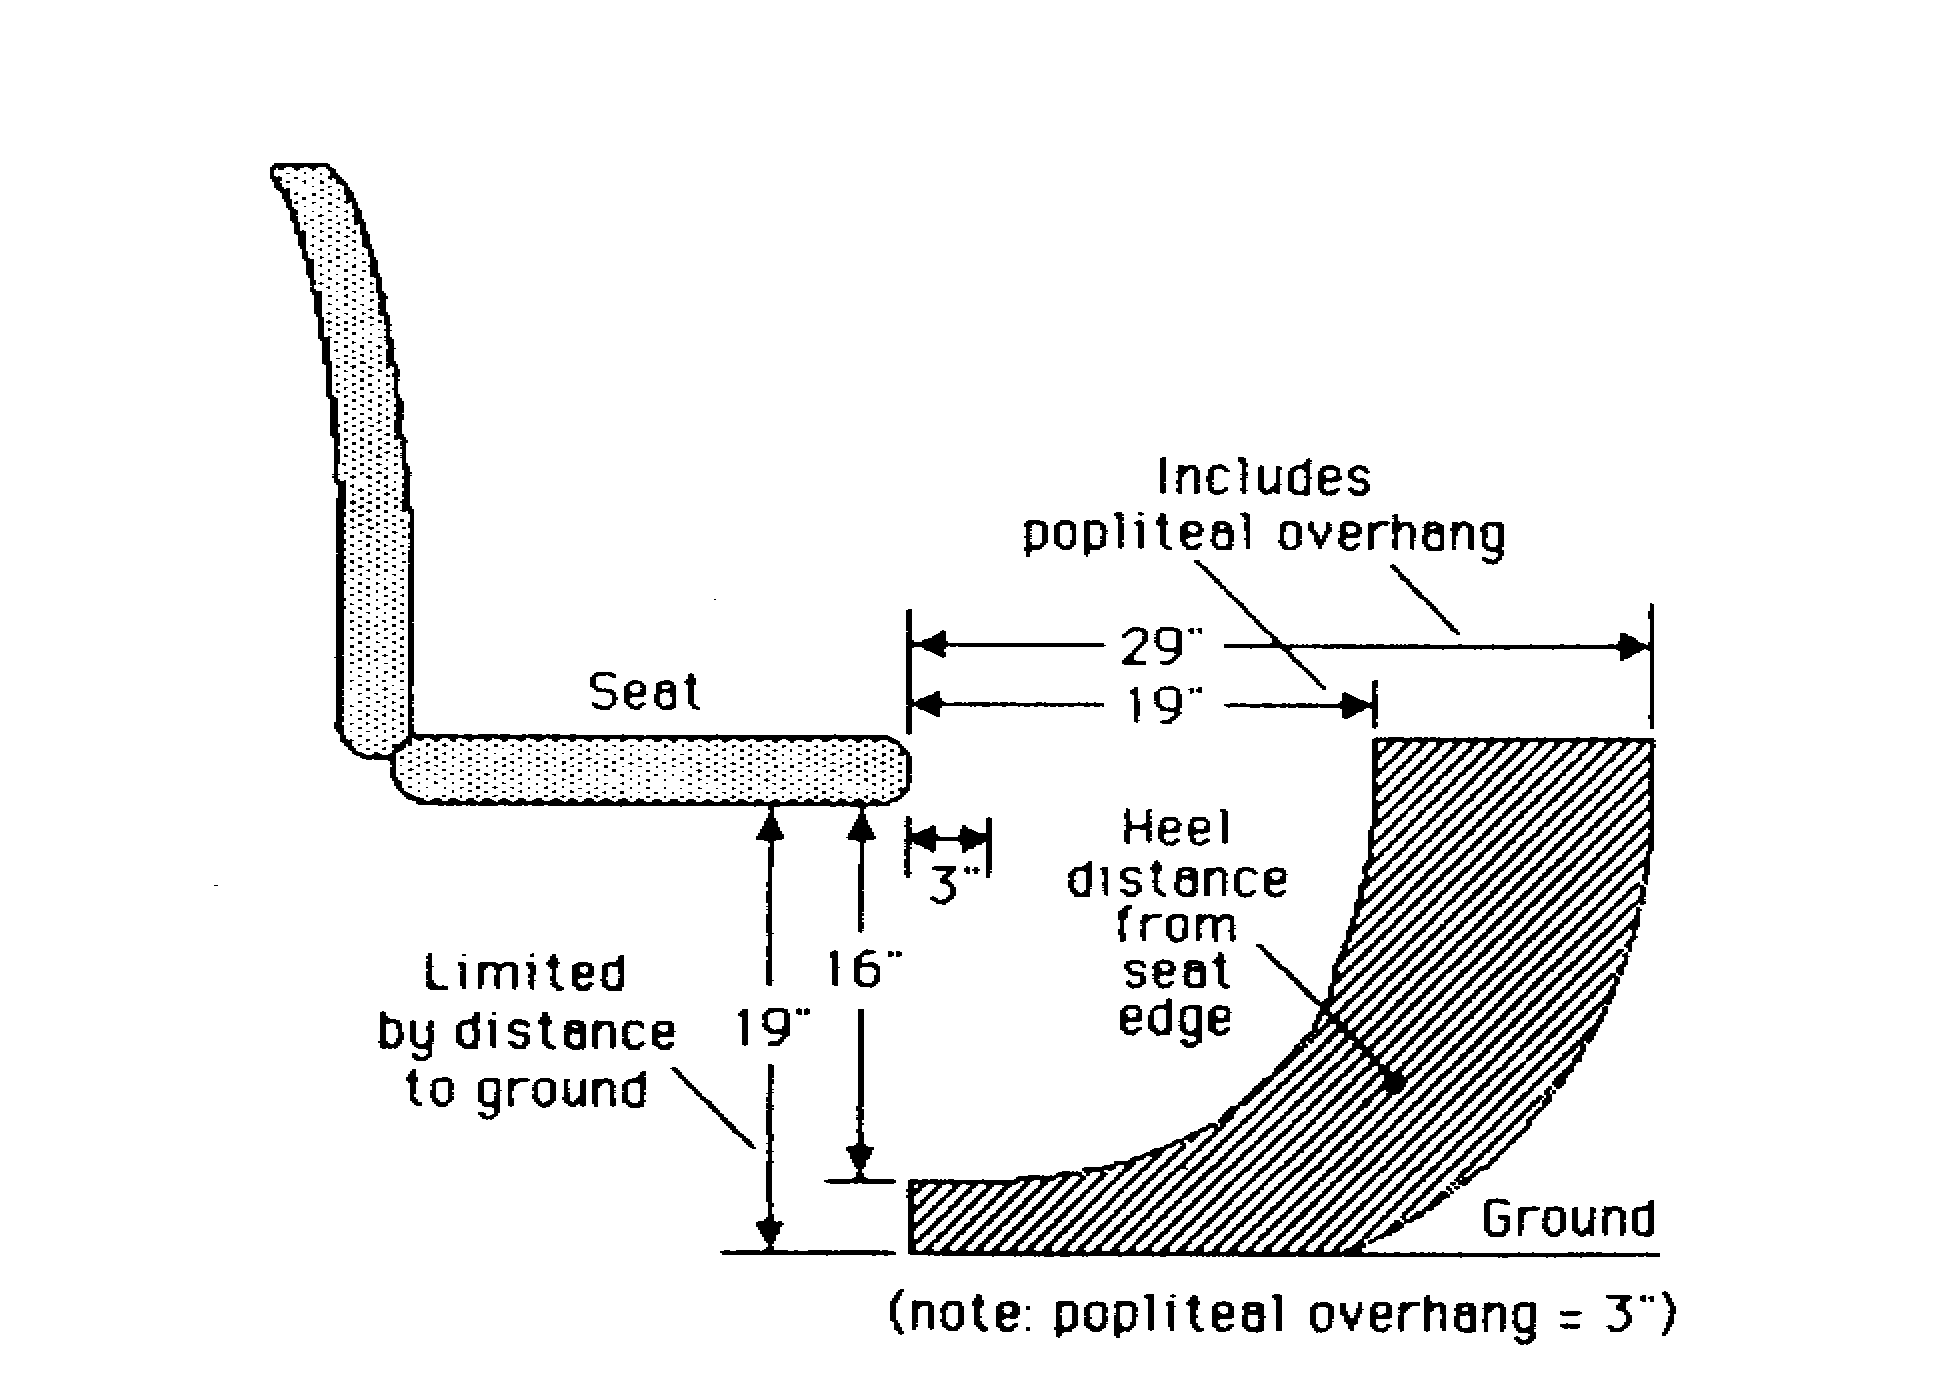 Includes
popliteal overhang
29"
19"
Seat
3"
Heel
distance
from
seat
edge
16"
19"
Limited
by distance
to ground
Ground
(note: popliteal overhang = 3")